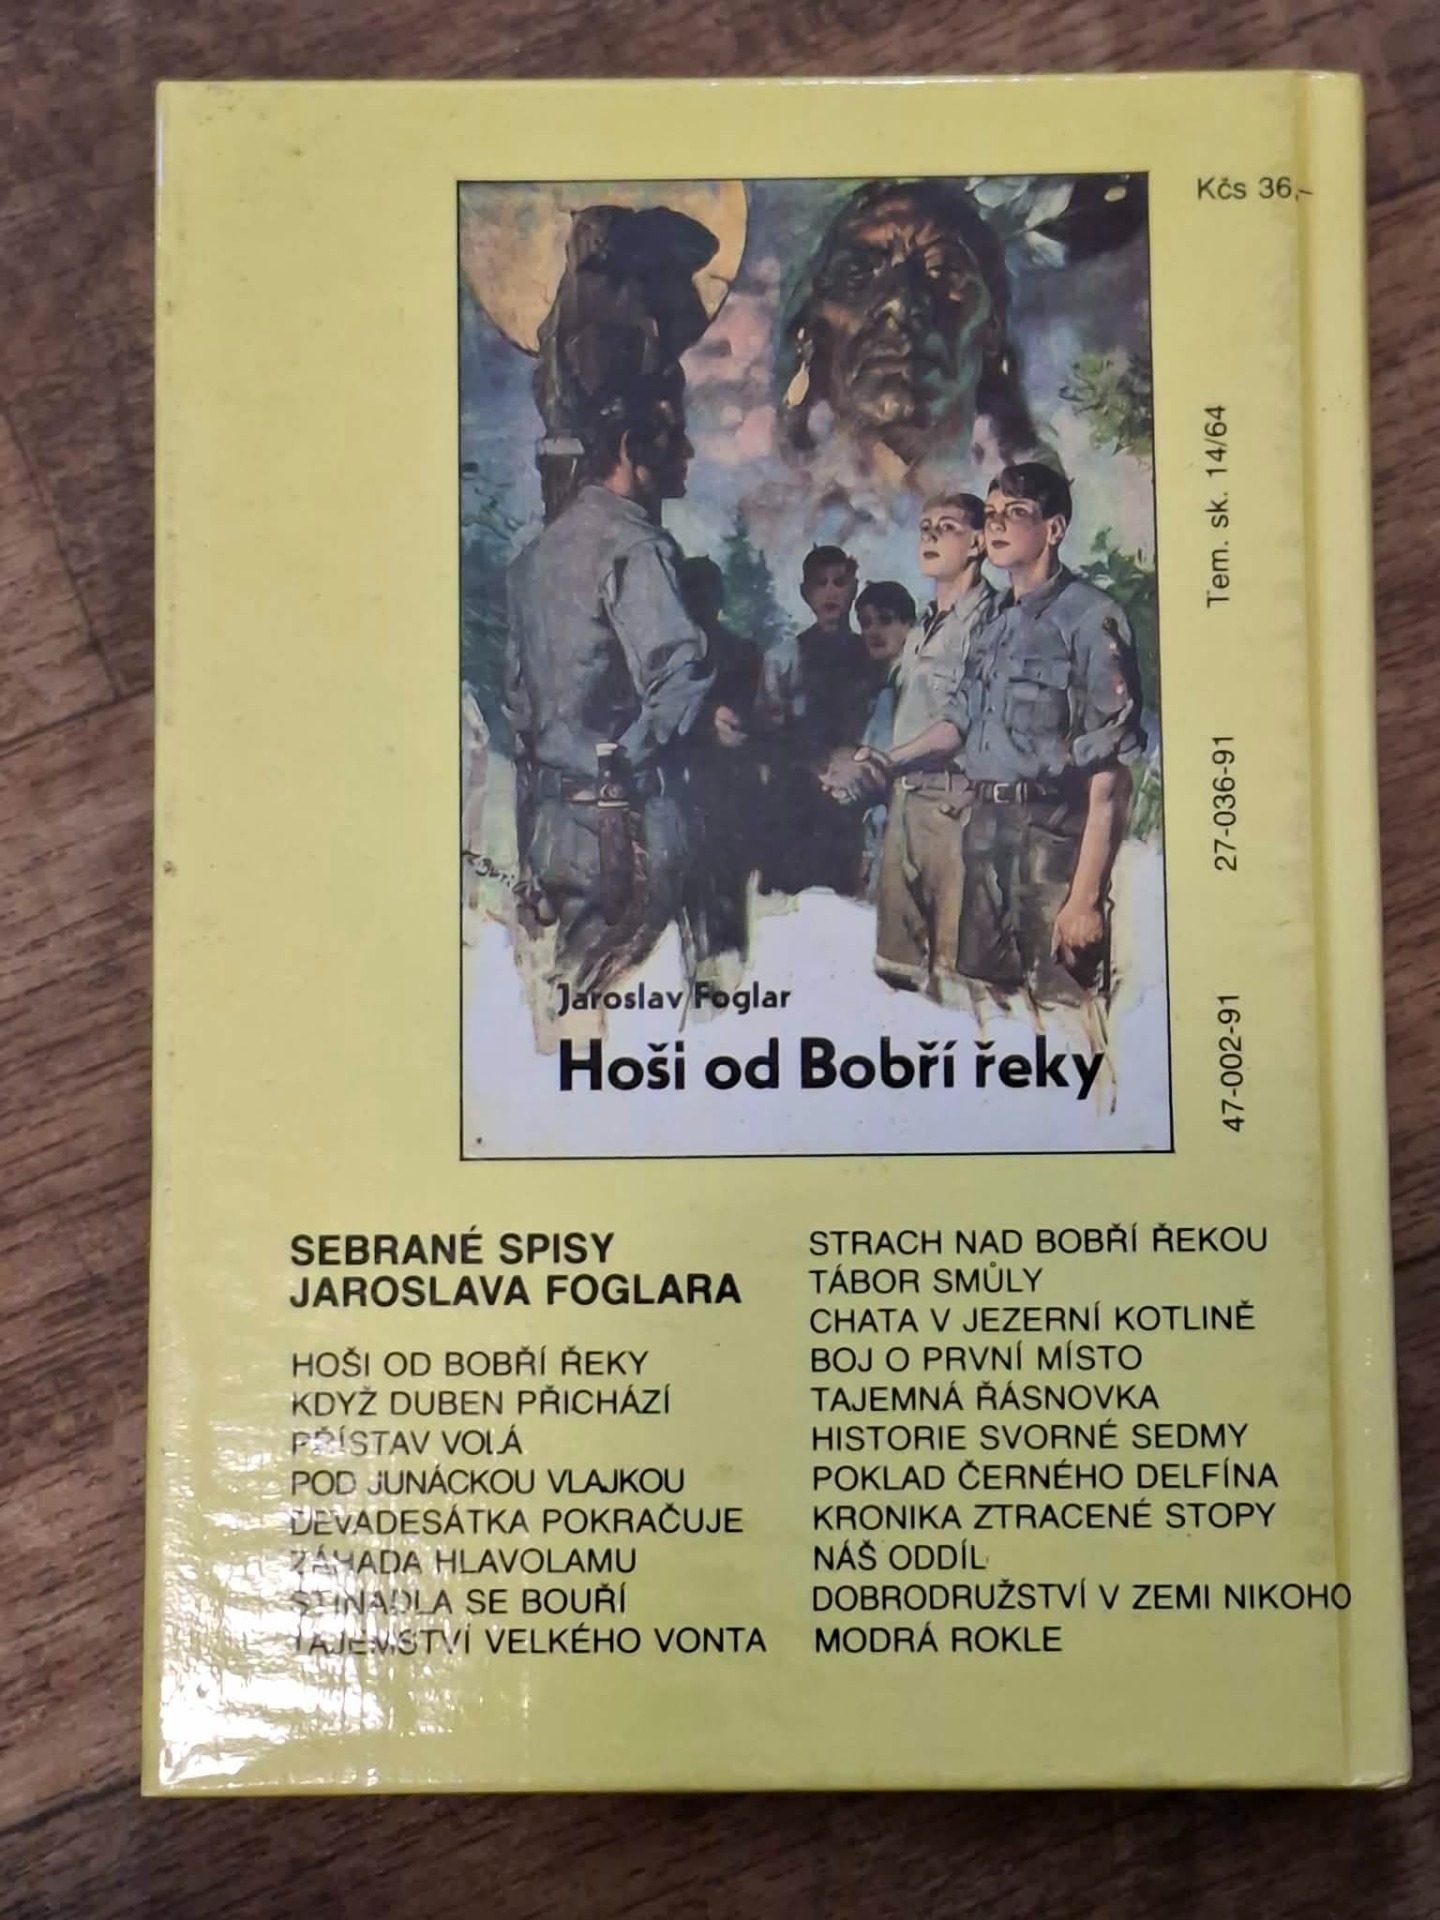 Kčs 36,-
Tem. sk. 14/64
27-036-91
47-002-91
Jaroslav Foglar
Hoši od Bobří řeky
SEBRANÉ SPISY
JAROSLAVA FOGLARA
HOŠI OD BOBŘÍ ŘEKY
KDYŽ DUBEN PŘICHÁZÍ
PŘÍSTAV VOLÁ
POD JUNÁCKOU VLAJKOU
DEVADESÁTKA POKRAČUJE
ZÁHADA HLAVOLAMU
STÍNADLA SE BOUŘÍ
TAJEMSTVÍ VELKÉHO VONTA
STRACH NAD BOBŘÍ ŘEKOU
TÁBOR SMŮLY
CHATA V JEZERNÍ KOTLINĚ
BOJ O PRVNÍ MÍSTO
TAJEMNÁ ŘÁSNOVKA
HISTORIE SVORNÉ SEDMY
POKLAD ČERNÉHO DELFÍNA
KRONIKA ZTRACENÉ STOPY
NÁŠ ODDÍL
DOBRODRUŽSTVÍ V ZEMI NIKOHO
MODRÁ ROKLE